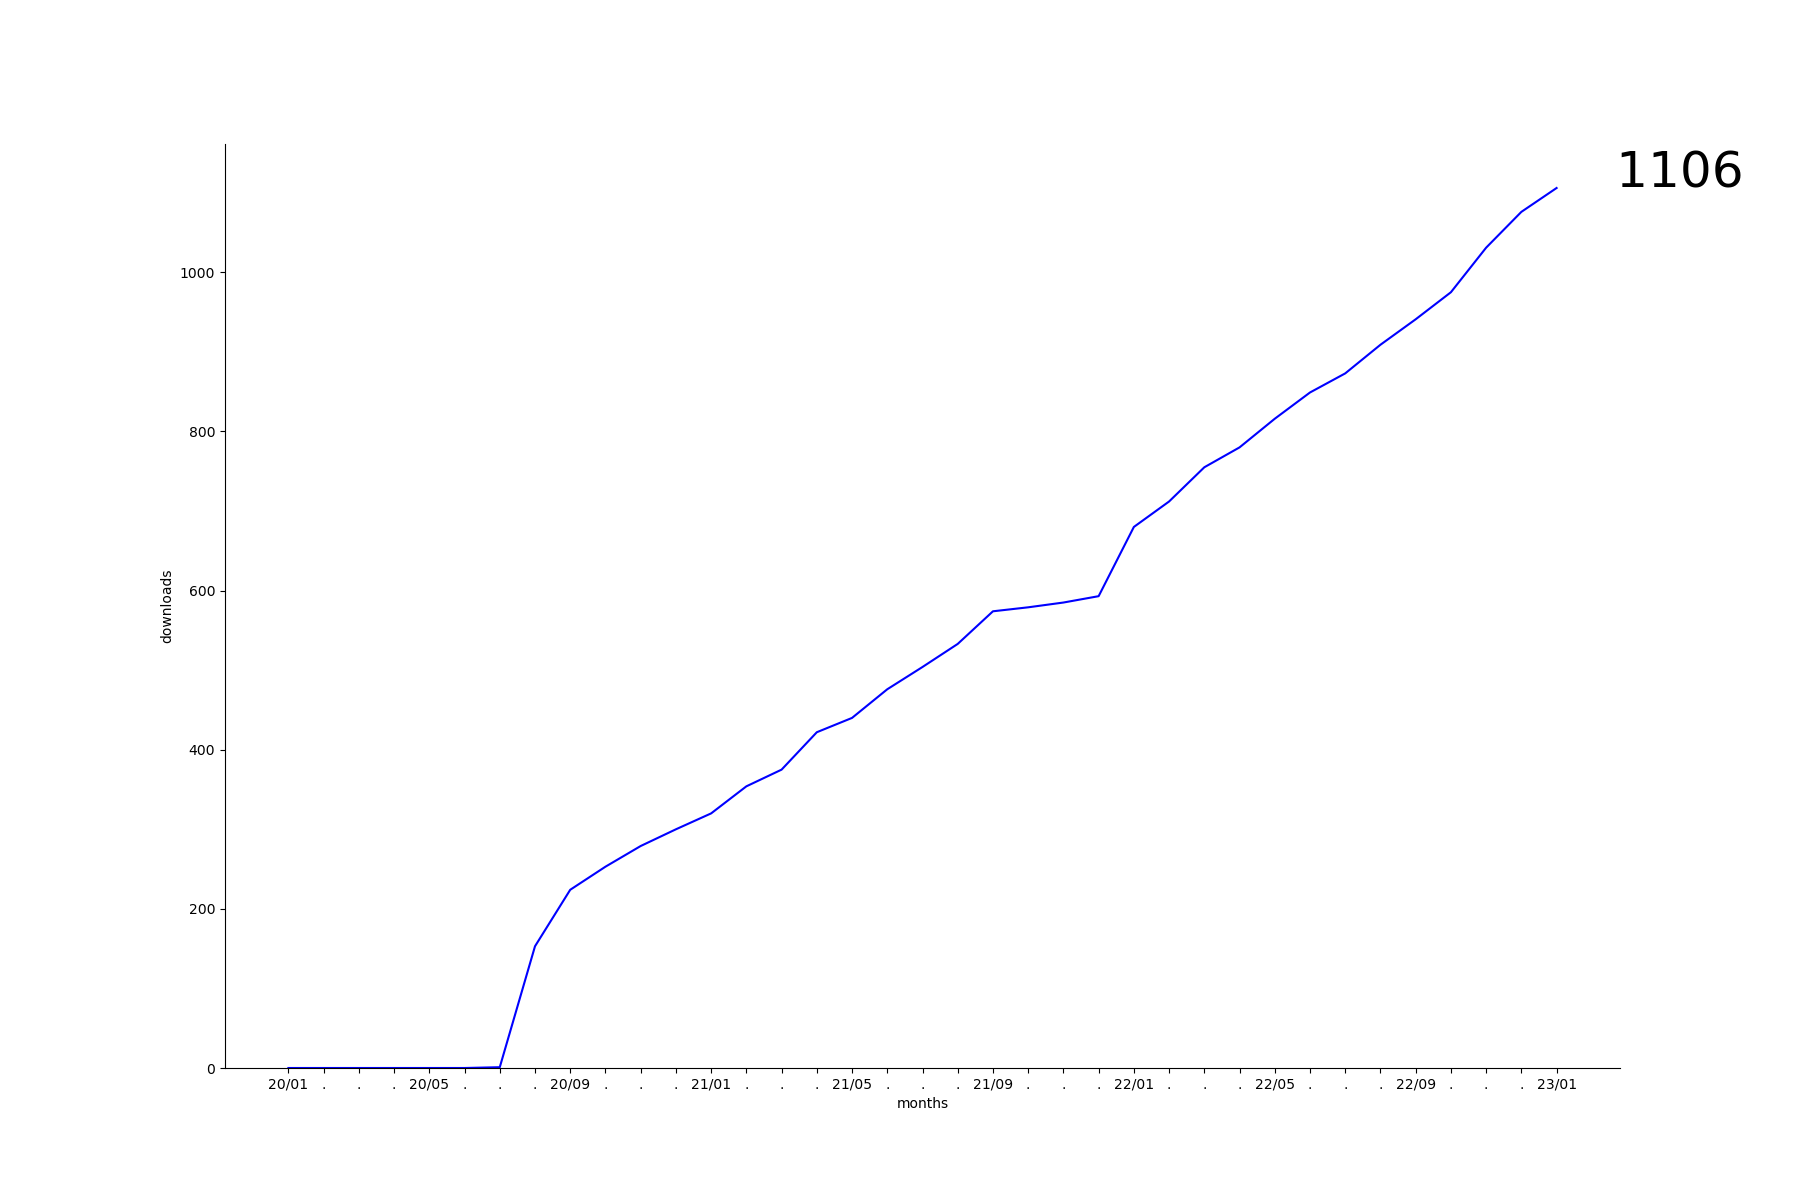 1106
1000
800
600
400
200
0
downloads
20/01 . . . 20/05 . . . 20/09 . . . 21/01 . . . 21/05 . . . 21/09 . . . 22/01 . . . 22/05 . . . 22/09 . . . 23/01
months